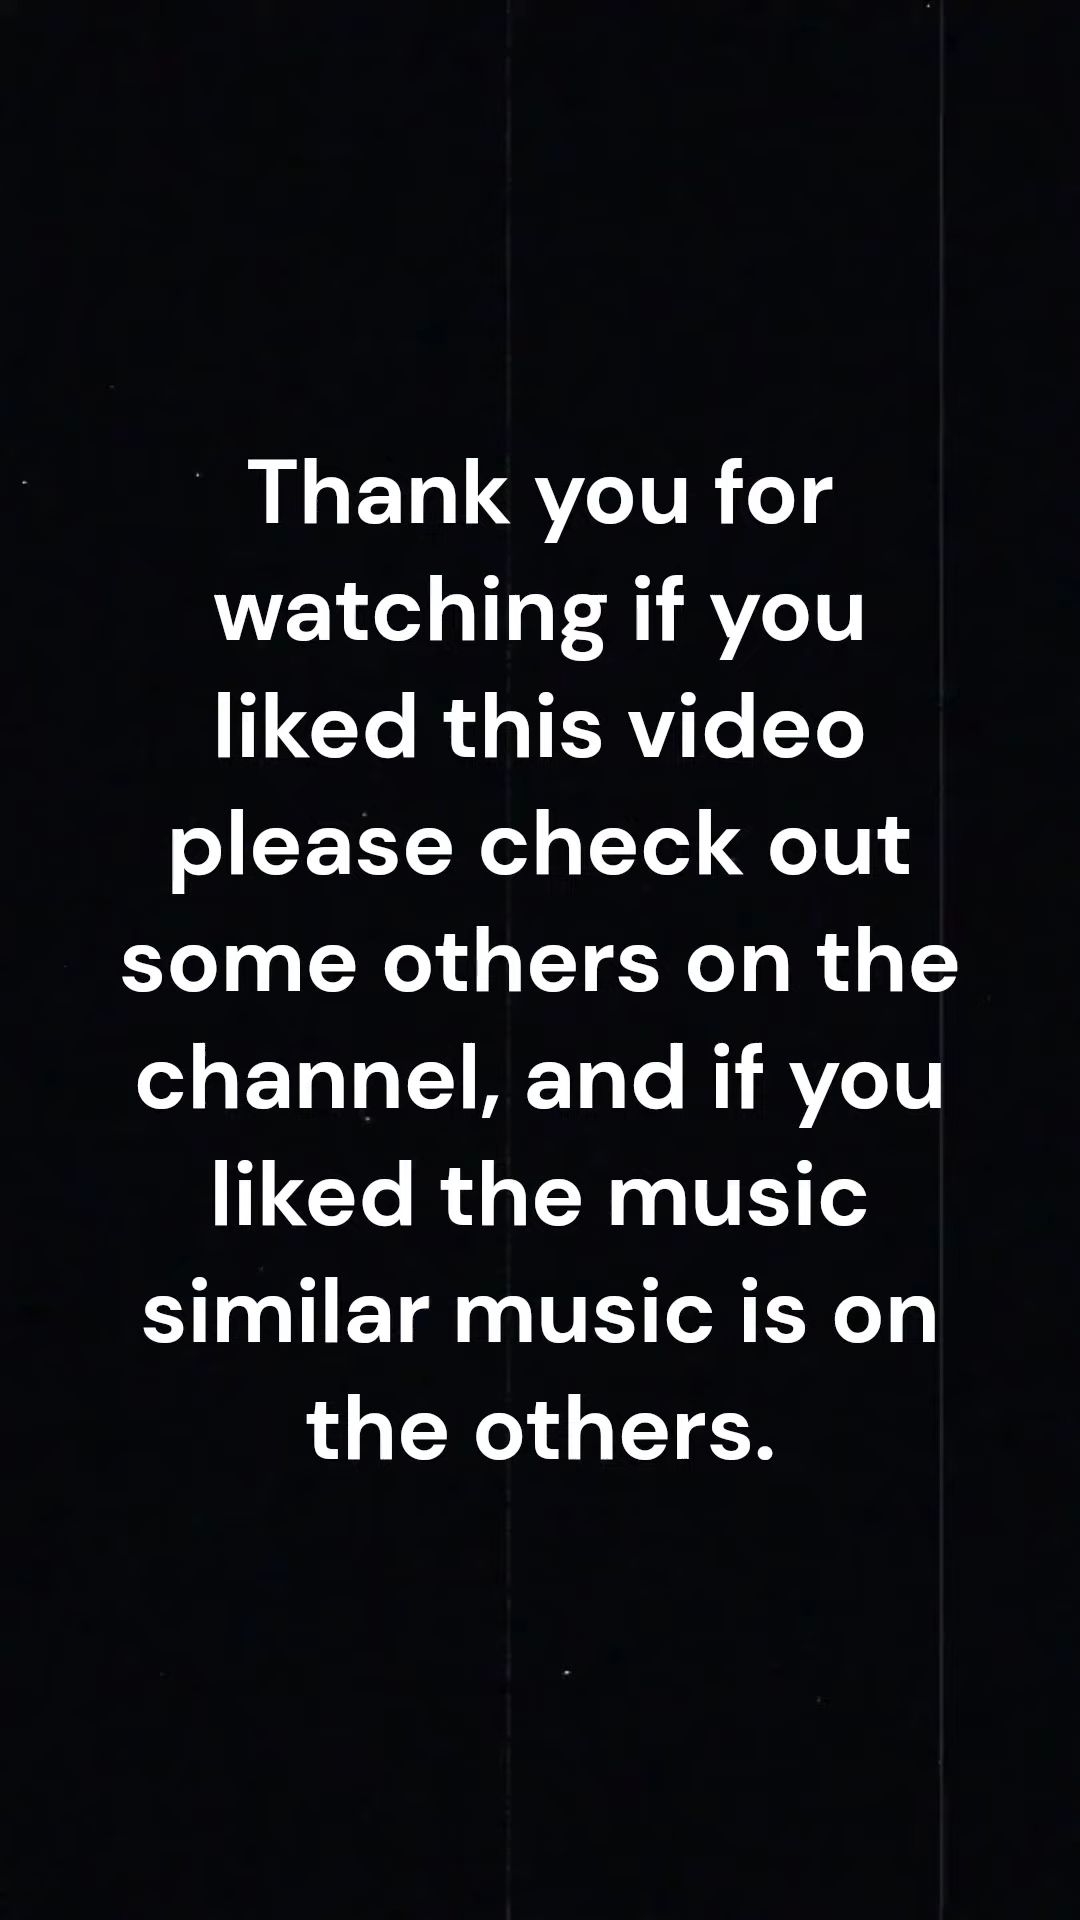 Thank you for
watching if you
liked this video
please check out
some others on the
channel, and if you
liked the music
similar music is on
the others.